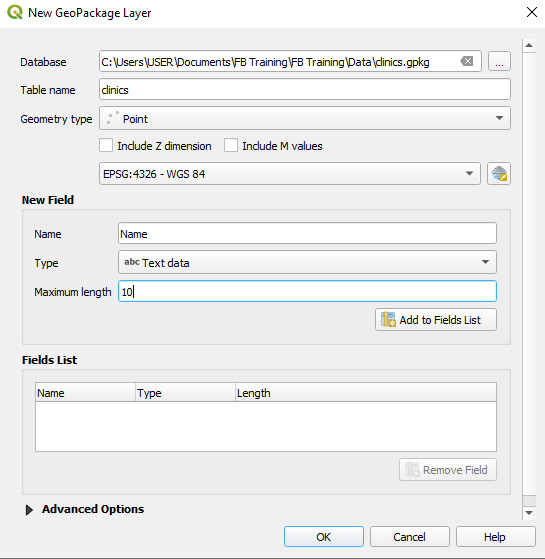 New GeoPackage Layer
Database C:\Users\USER\Documents\FB Training\FB Training\Data\clinics.gpkg ...
Table name clinics
Geometry type Point
Include Z dimension Include M values
EPSG:4326 - WGS 84
New Field
Name Name
Type abc Text data
Maximum length 10
Add to Fields List
Fields List
Name Type Length
Remove Field
Advanced Options
OK Cancel Help